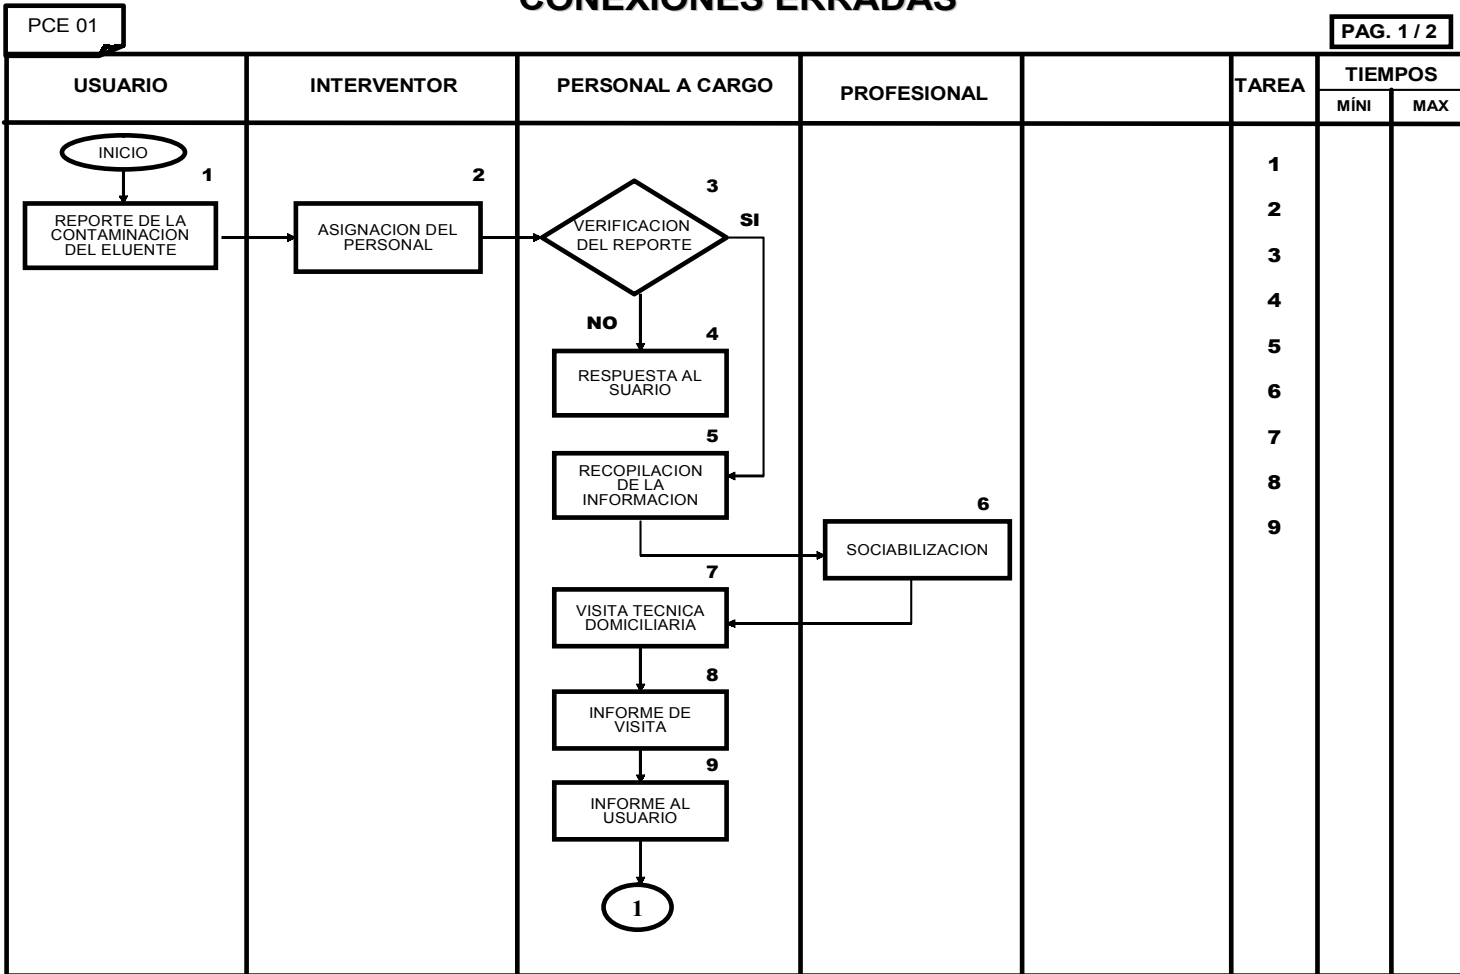 CONEXIONES ERRADAS
PCE 01
PAG. 1 / 2
USUARIO
INTERVENTOR
PERSONAL A CARGO
PROFESIONAL
TAREA
TIEMPOS
MÍNI
MAX
INICIO
1
REPORTE DE LA
CONTAMINACION
DEL ELUENTE
2
ASIGNACION DEL
PERSONAL
3
VERIFICACION
DEL REPORTE
SI
NO
4
RESPUESTA AL
SUARIO
5
RECOPILACION
DE LA
INFORMACION
6
SOCIABILIZACION
7
VISITA TECNICA
DOMICILIARIA
8
INFORME DE
VISITA
9
INFORME AL
USUARIO
1
1
2
3
4
5
6
7
8
9